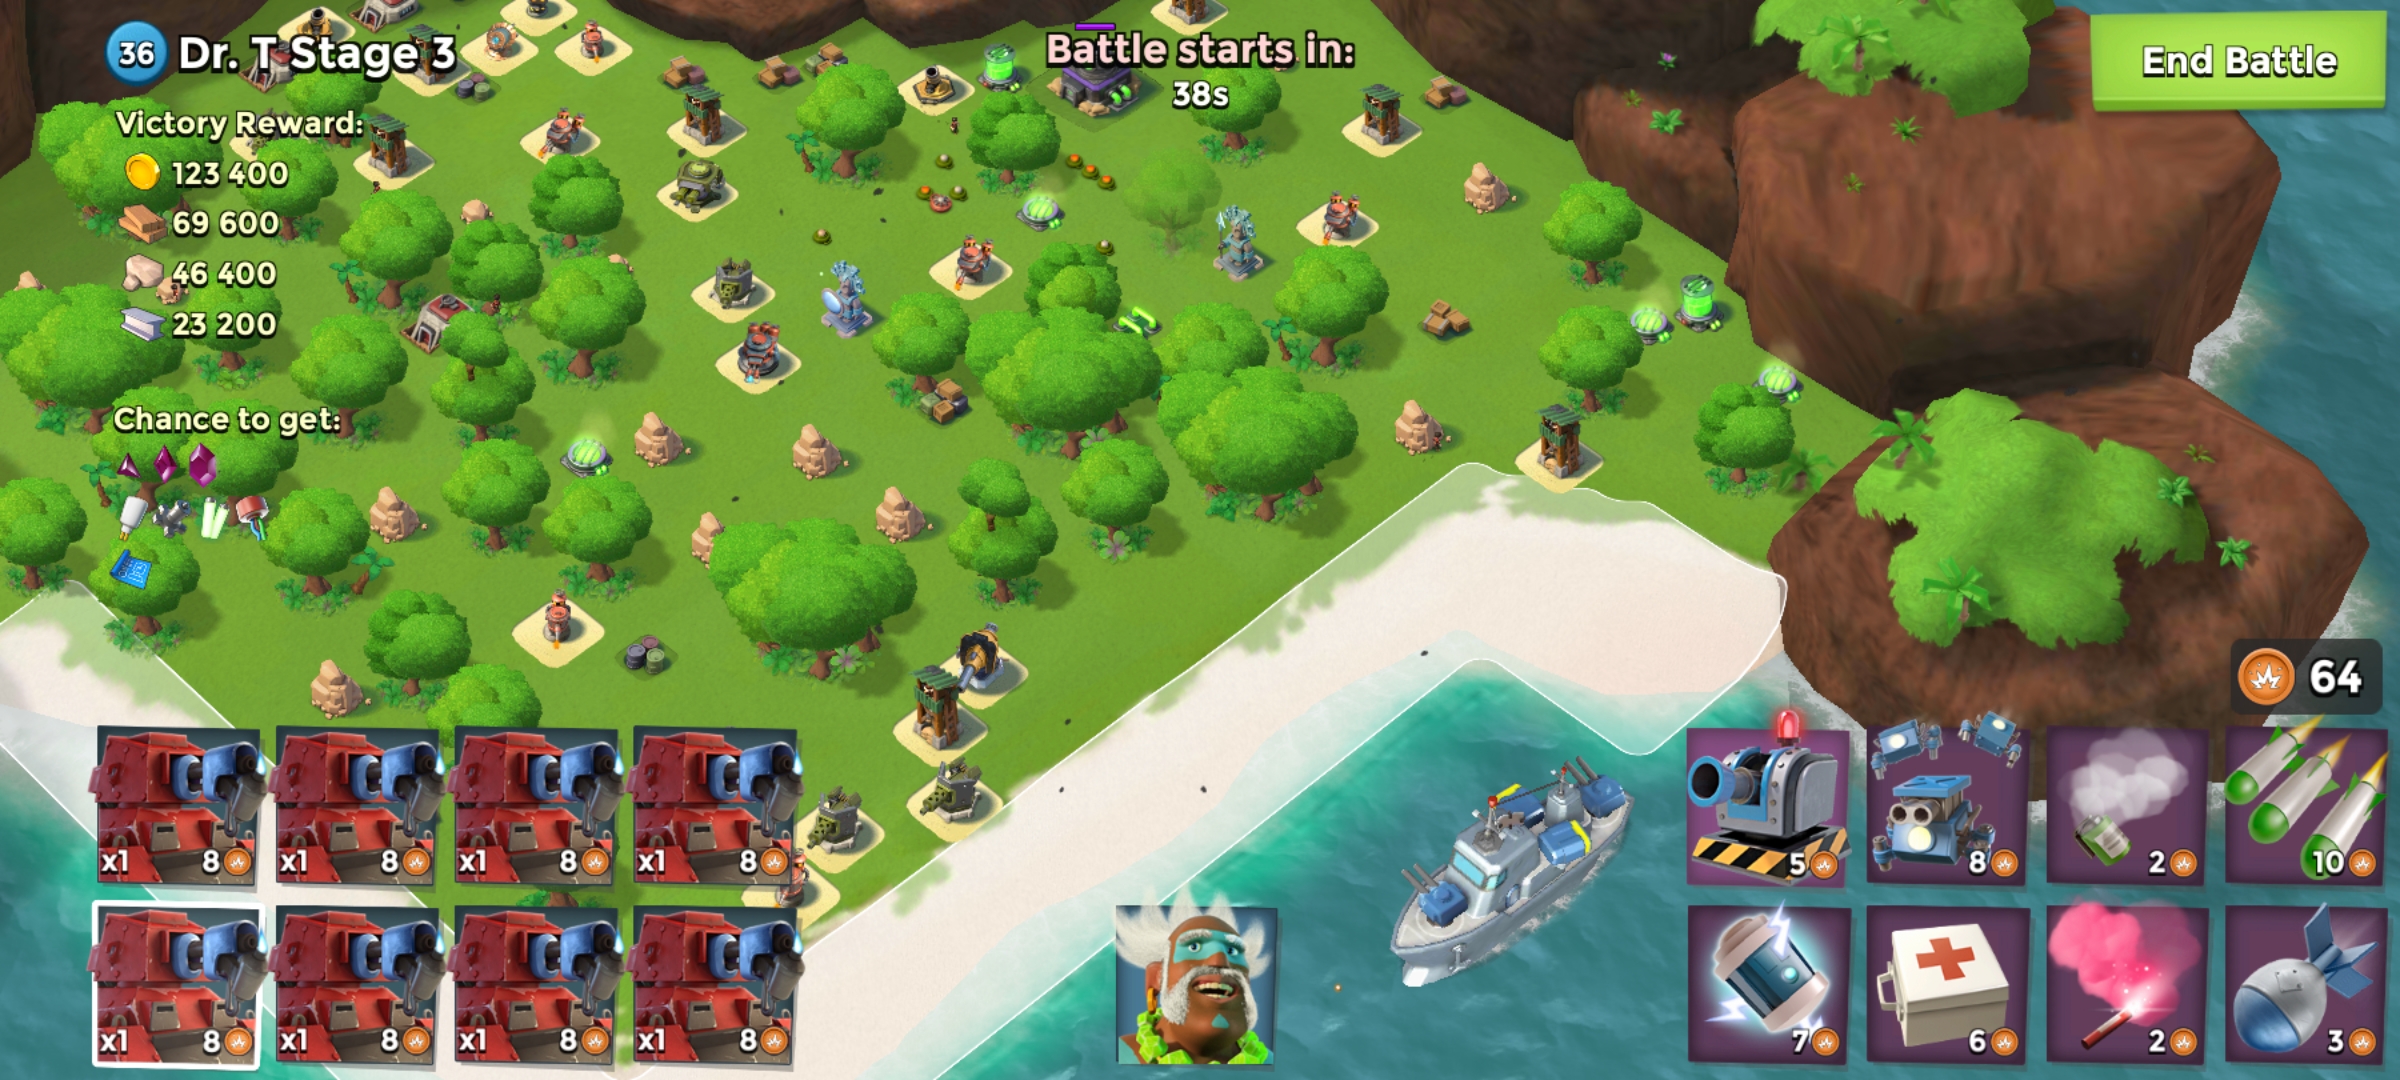 36 Dr. T Stage 3
Battle starts in:
38s
End Battle
Victory Reward:
123 400
69 600
46 400
23 200
Chance to get:
64
x1 8 x1 8 x1 8 x1 8
5 8 2 10
x1 8 x1 8 x1 8 x1 8
7 6 2 3